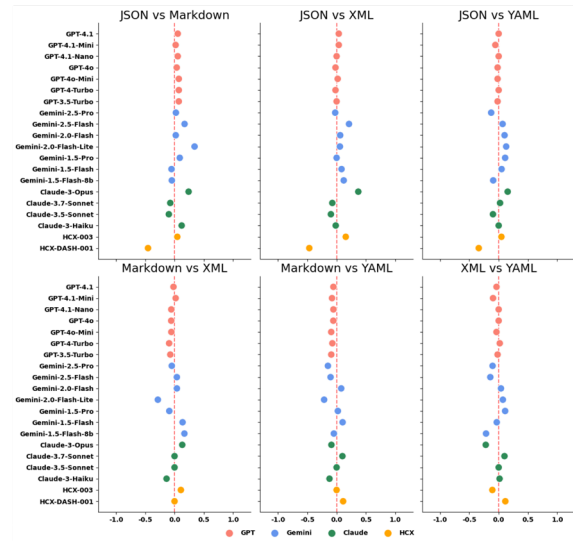 JSON vs Markdown JSON vs XML JSON vs YAML
GPT-4.1
GPT-4.1-Mini
GPT-4.1-Nano
GPT-4o
GPT-4o-Mini
GPT-4-Turbo
GPT-3.5-Turbo
Gemini-2.5-Pro
Gemini-2.5-Flash
Gemini-2.0-Flash
Gemini-2.0-Flash-Lite
Gemini-1.5-Pro
Gemini-1.5-Flash
Gemini-1.5-Flash-8b
Claude-3-Opus
Claude-3.7-Sonnet
Claude-3.5-Sonnet
Claude-3-Haiku
HCX-003
HCX-DASH-001
Markdown vs XML Markdown vs YAML XML vs YAML
GPT-4.1
GPT-4.1-Mini
GPT-4.1-Nano
GPT-4o
GPT-4o-Mini
GPT-4-Turbo
GPT-3.5-Turbo
Gemini-2.5-Pro
Gemini-2.5-Flash
Gemini-2.0-Flash
Gemini-2.0-Flash-Lite
Gemini-1.5-Pro
Gemini-1.5-Flash
Gemini-1.5-Flash-8b
Claude-3-Opus
Claude-3.7-Sonnet
Claude-3.5-Sonnet
Claude-3-Haiku
HCX-003
HCX-DASH-001
-1.0 -0.5 0.0 0.5 1.0 -1.0 -0.5 0.0 0.5 1.0 -1.0 -0.5 0.0 0.5 1.0
GPT Gemini Claude HCX